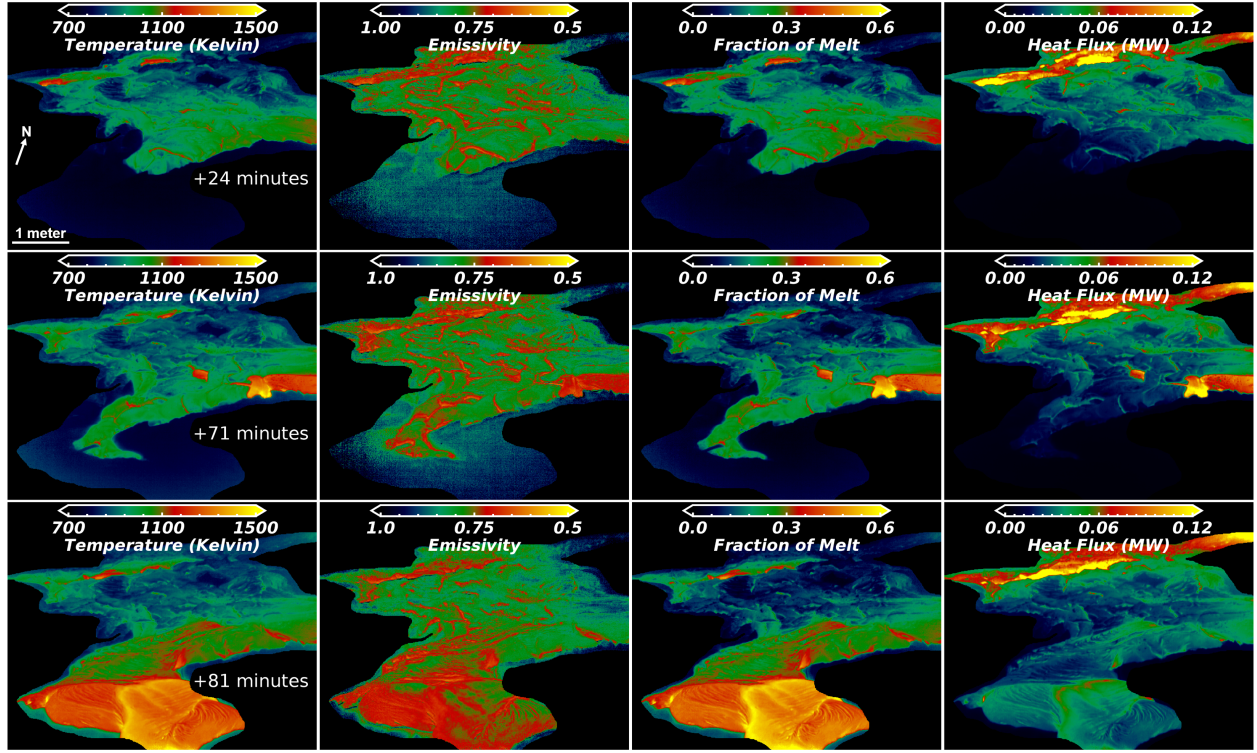 700 1100 1500
Temperature (Kelvin)
1.00 0.75 0.5
Emissivity
0.0 0.3 0.6
Fraction of Melt
0.00 0.06 0.12
Heat Flux (MW)
N
+24 minutes
1 meter
700 1100 1500
Temperature (Kelvin)
1.0 0.75 0.5
Emissivity
0.0 0.3 0.6
Fraction of Melt
0.00 0.06 0.12
Heat Flux (MW)
+71 minutes
700 1100 1500
Temperature (Kelvin)
1.0 0.75 0.5
Emissivity
0.0 0.3 0.6
Fraction of Melt
0.00 0.06 0.12
Heat Flux (MW)
+81 minutes